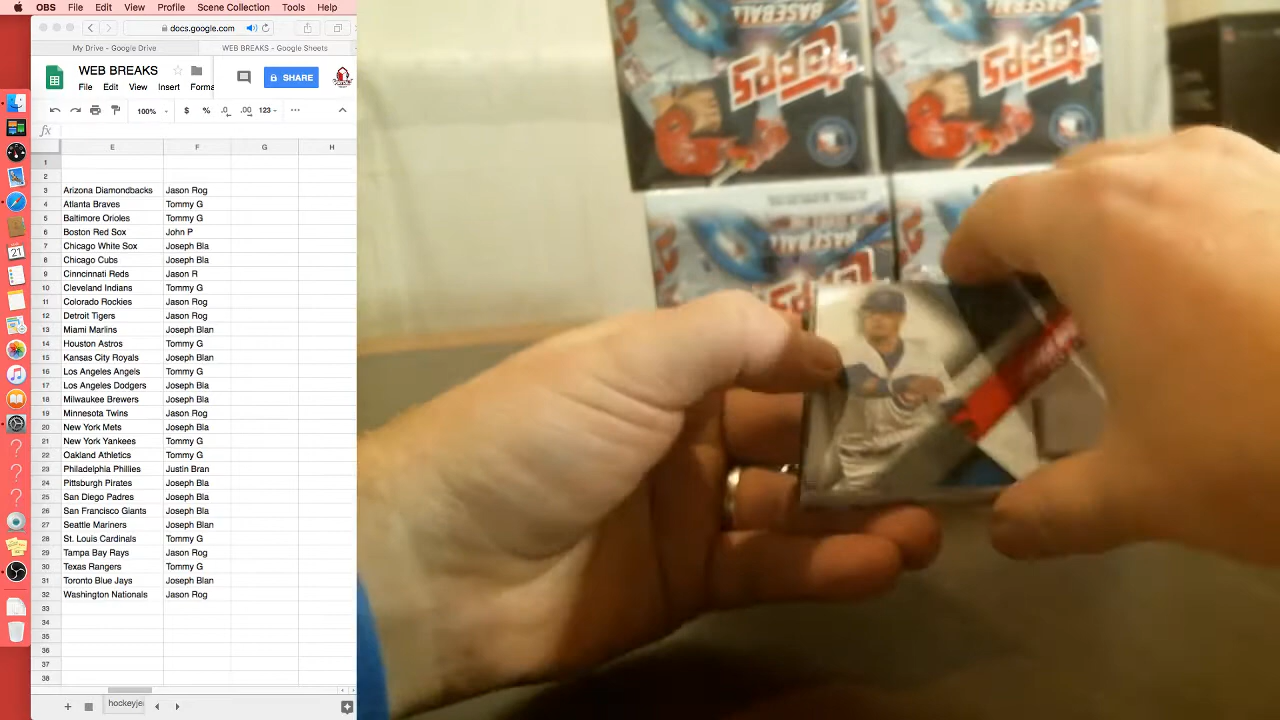 OBS File Edit View Profile Scene Collection Tools Help
docs.google.com
My Drive - Google Drive WEB BREAKS - Google Sheets
WEB BREAKS
SHARE
File Edit View Insert Forma
100% $ % .0 .00 123 ...
fx
E F G H
1
2
3 Arizona Diamondbacks Jason Rog
4 Atlanta Braves Tommy G
5 Baltimore Orioles Tommy G
6 Boston Red Sox John P
7 Chicago White Sox Joseph Bla
8 Chicago Cubs Joseph Bla
9 Cinncinnati Reds Jason R
10 Cleveland Indians Tommy G
11 Colorado Rockies Jason Rog
12 Detroit Tigers Jason Rog
13 Miami Marlins Joseph Blan
14 Houston Astros Tommy G
15 Kansas City Royals Joseph Blan
16 Los Angeles Angels Tommy G
17 Los Angeles Dodgers Joseph Bla
18 Milwaukee Brewers Joseph Bla
19 Minnesota Twins Jason Rog
20 New York Mets Joseph Bla
21 New York Yankees Tommy G
22 Oakland Athletics Tommy G
23 Philadelphia Phillies Justin Bran
24 Pittsburgh Pirates Joseph Bla
25 San Diego Padres Joseph Bla
26 San Francisco Giants Joseph Bla
27 Seattle Mariners Joseph Blan
28 St. Louis Cardinals Tommy G
29 Tampa Bay Rays Jason Rog
30 Texas Rangers Tommy G
31 Toronto Blue Jays Joseph Blan
32 Washington Nationals Jason Rog
33
34
35
36
37
38
hockeyje
BASEBALL
topps
BASEBALL
topps
BASEBALL
topps